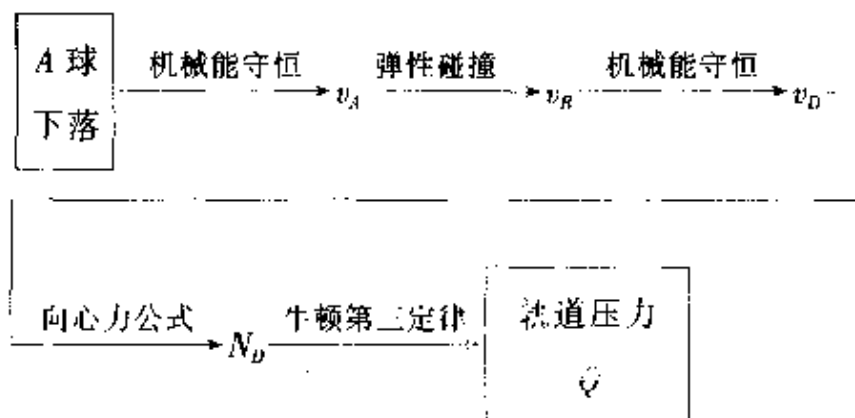 A 球
下落
机械能守恒
v_A
弹性碰撞
v_B
机械能守恒
v_D
向心力公式
N_D
牛顿第三定律
轨道压力
Q